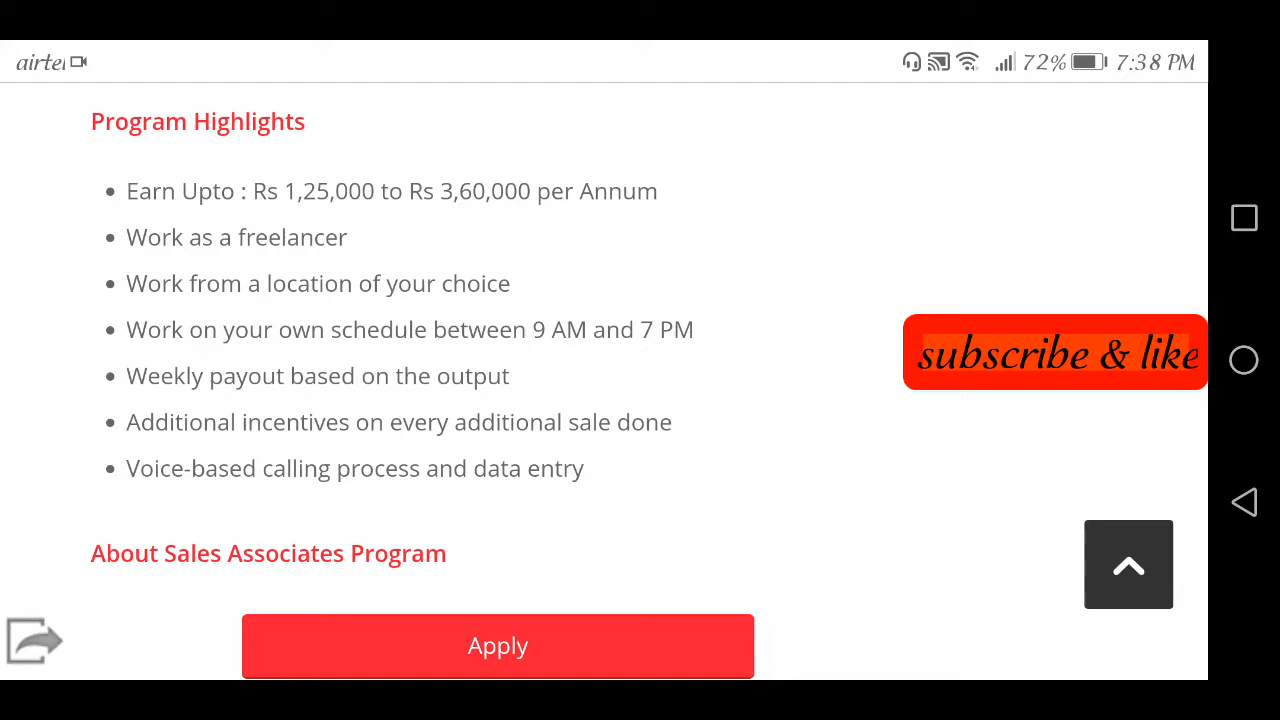 airtel
72%
7:38 PM
Program Highlights
Earn Upto : Rs 1,25,000 to Rs 3,60,000 per Annum
Work as a freelancer
Work from a location of your choice
Work on your own schedule between 9 AM and 7 PM
subscribe & like
Weekly payout based on the output
Additional incentives on every additional sale done
Voice-based calling process and data entry
About Sales Associates Program
Apply